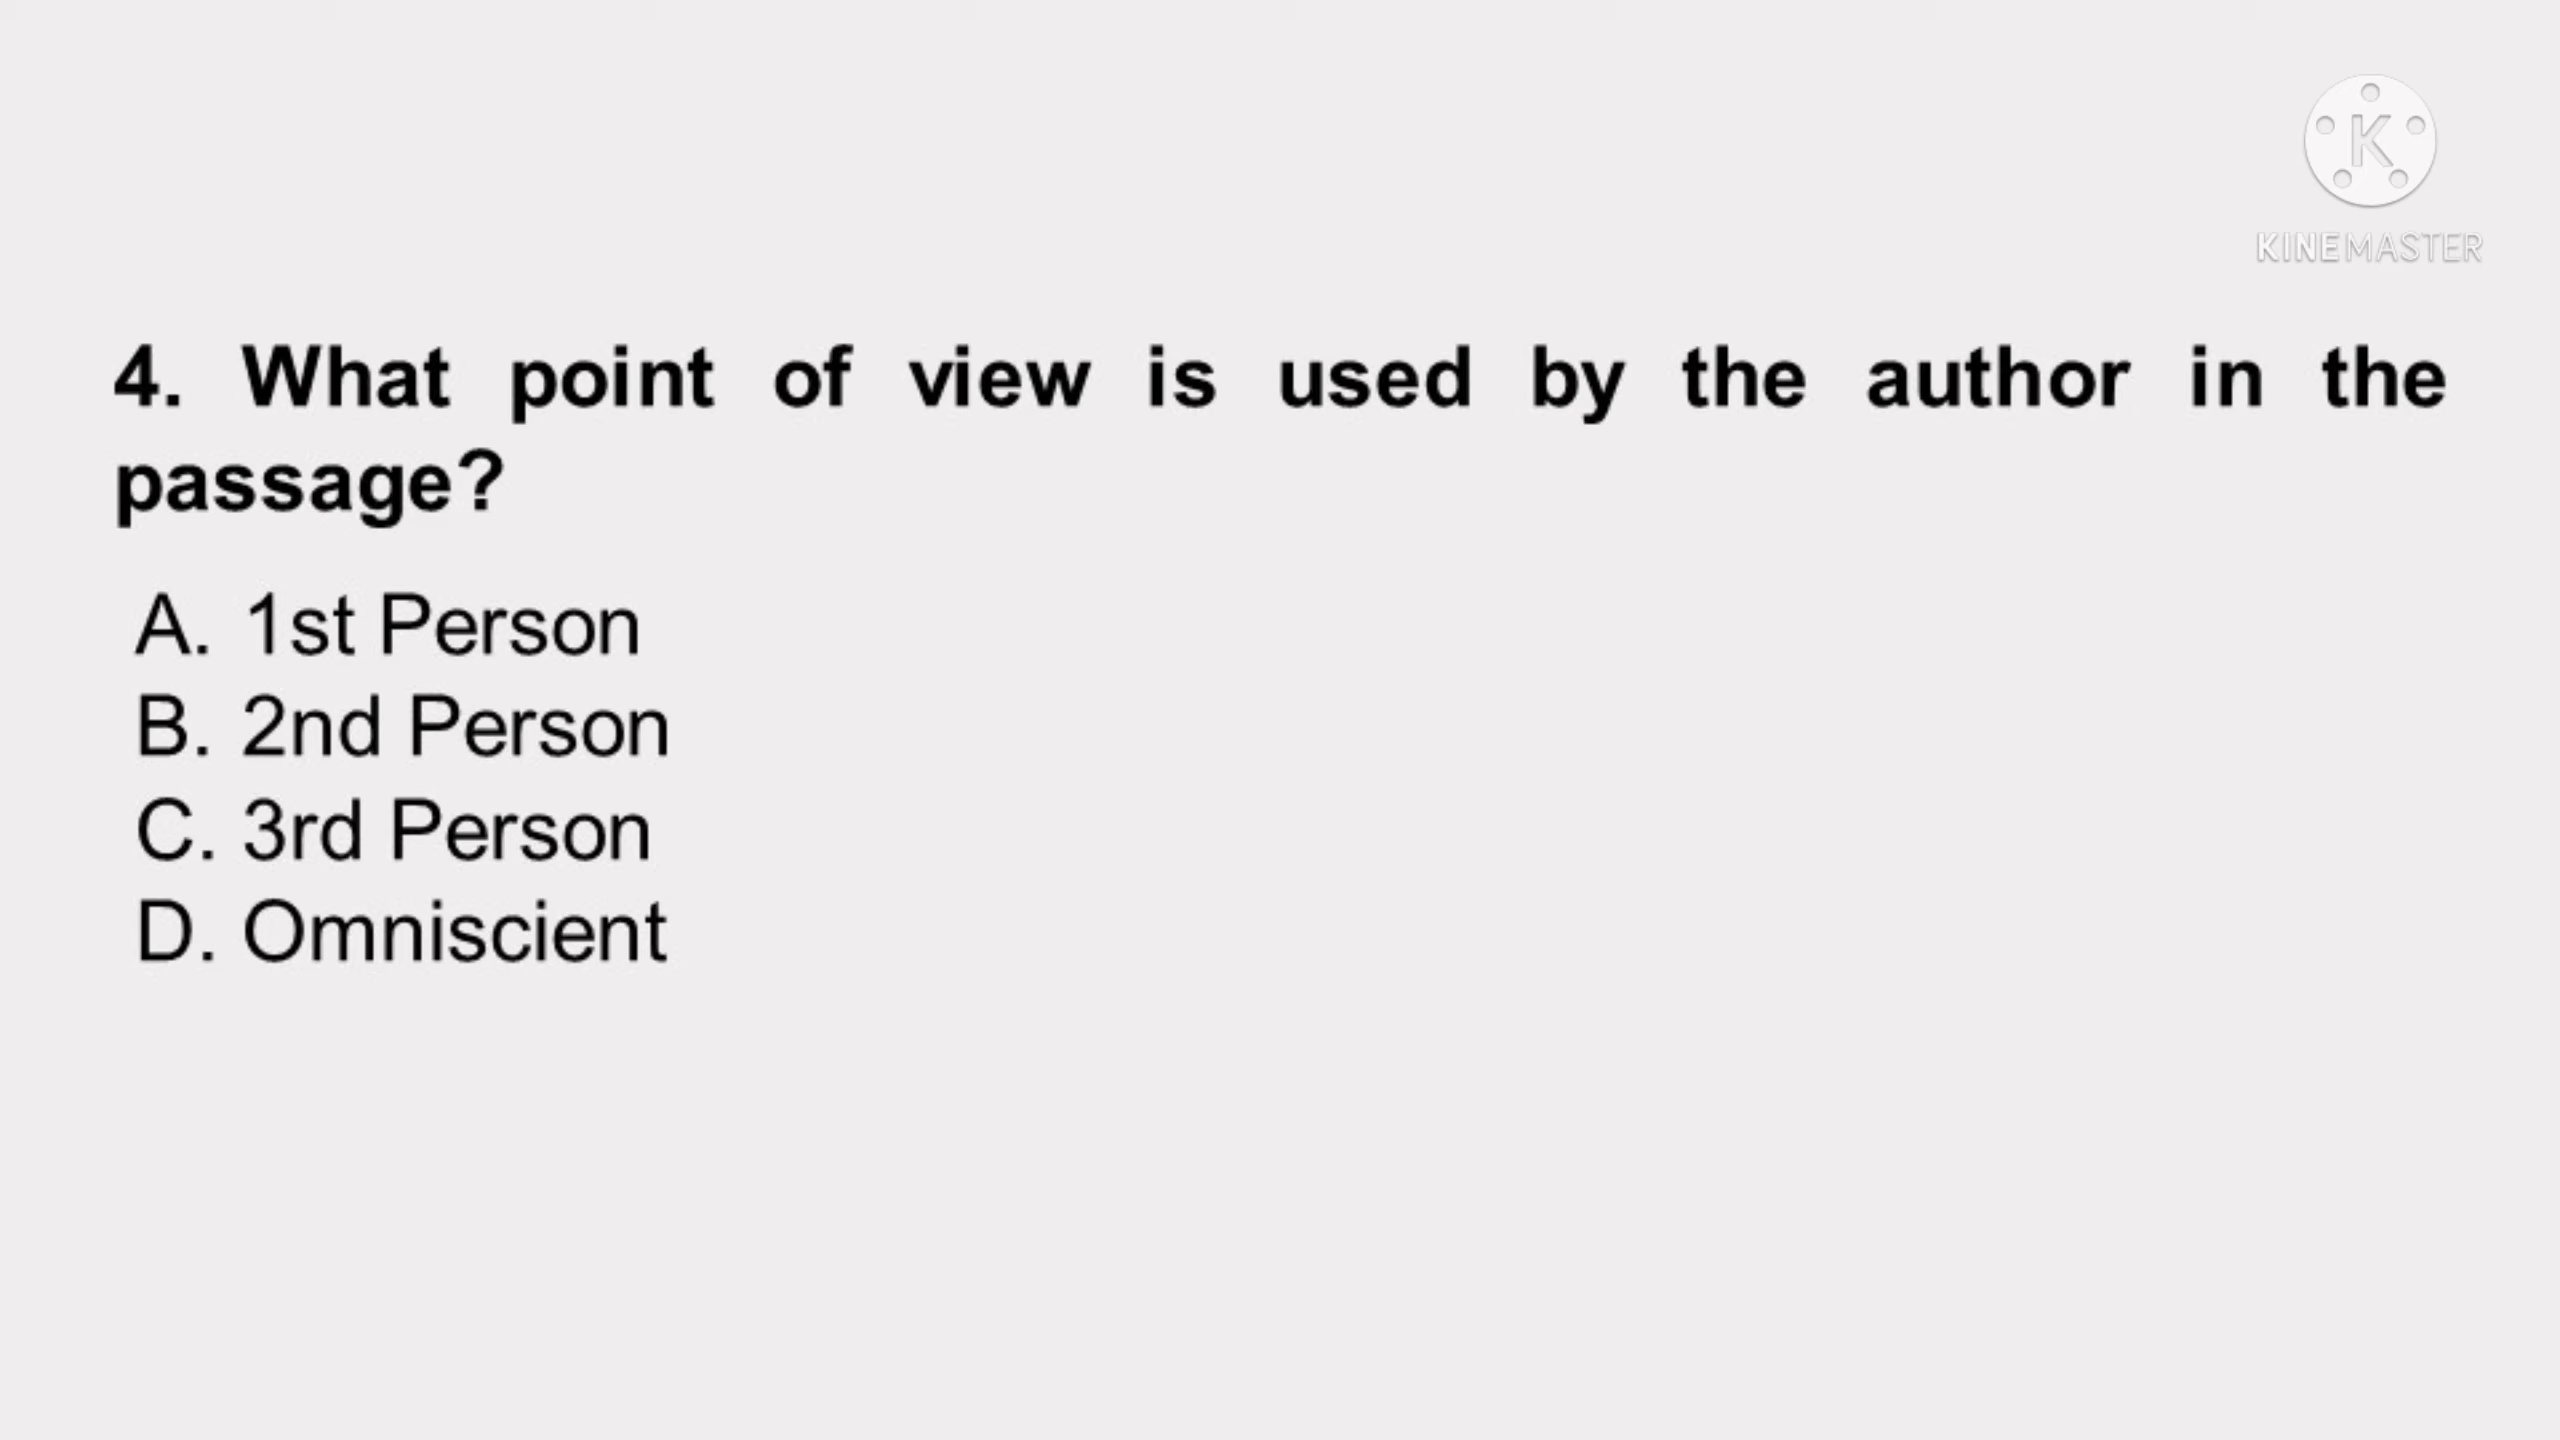 K
KINEMASTER
4. What point of view is used by the author in the
passage?
A. 1st Person
B. 2nd Person
C. 3rd Person
D. Omniscient